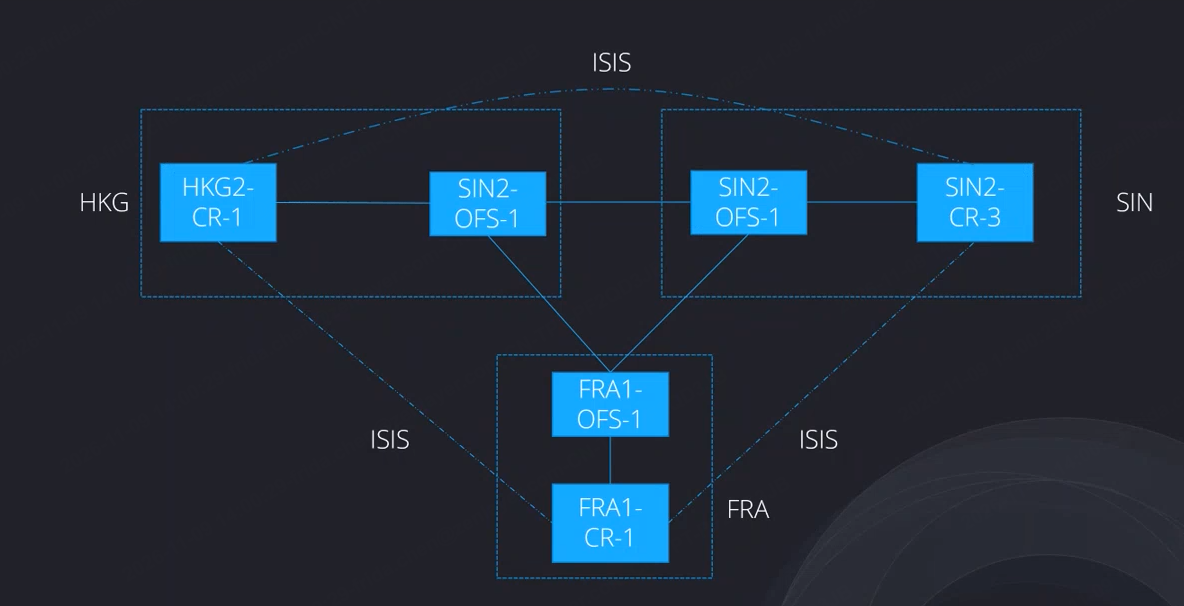 ISIS
HKG
HKG2-
CR-1
SIN2-
OFS-1
SIN2-
OFS-1
SIN2-
CR-3
SIN
FRA1-
OFS-1
ISIS
ISIS
FRA1-
CR-1
FRA